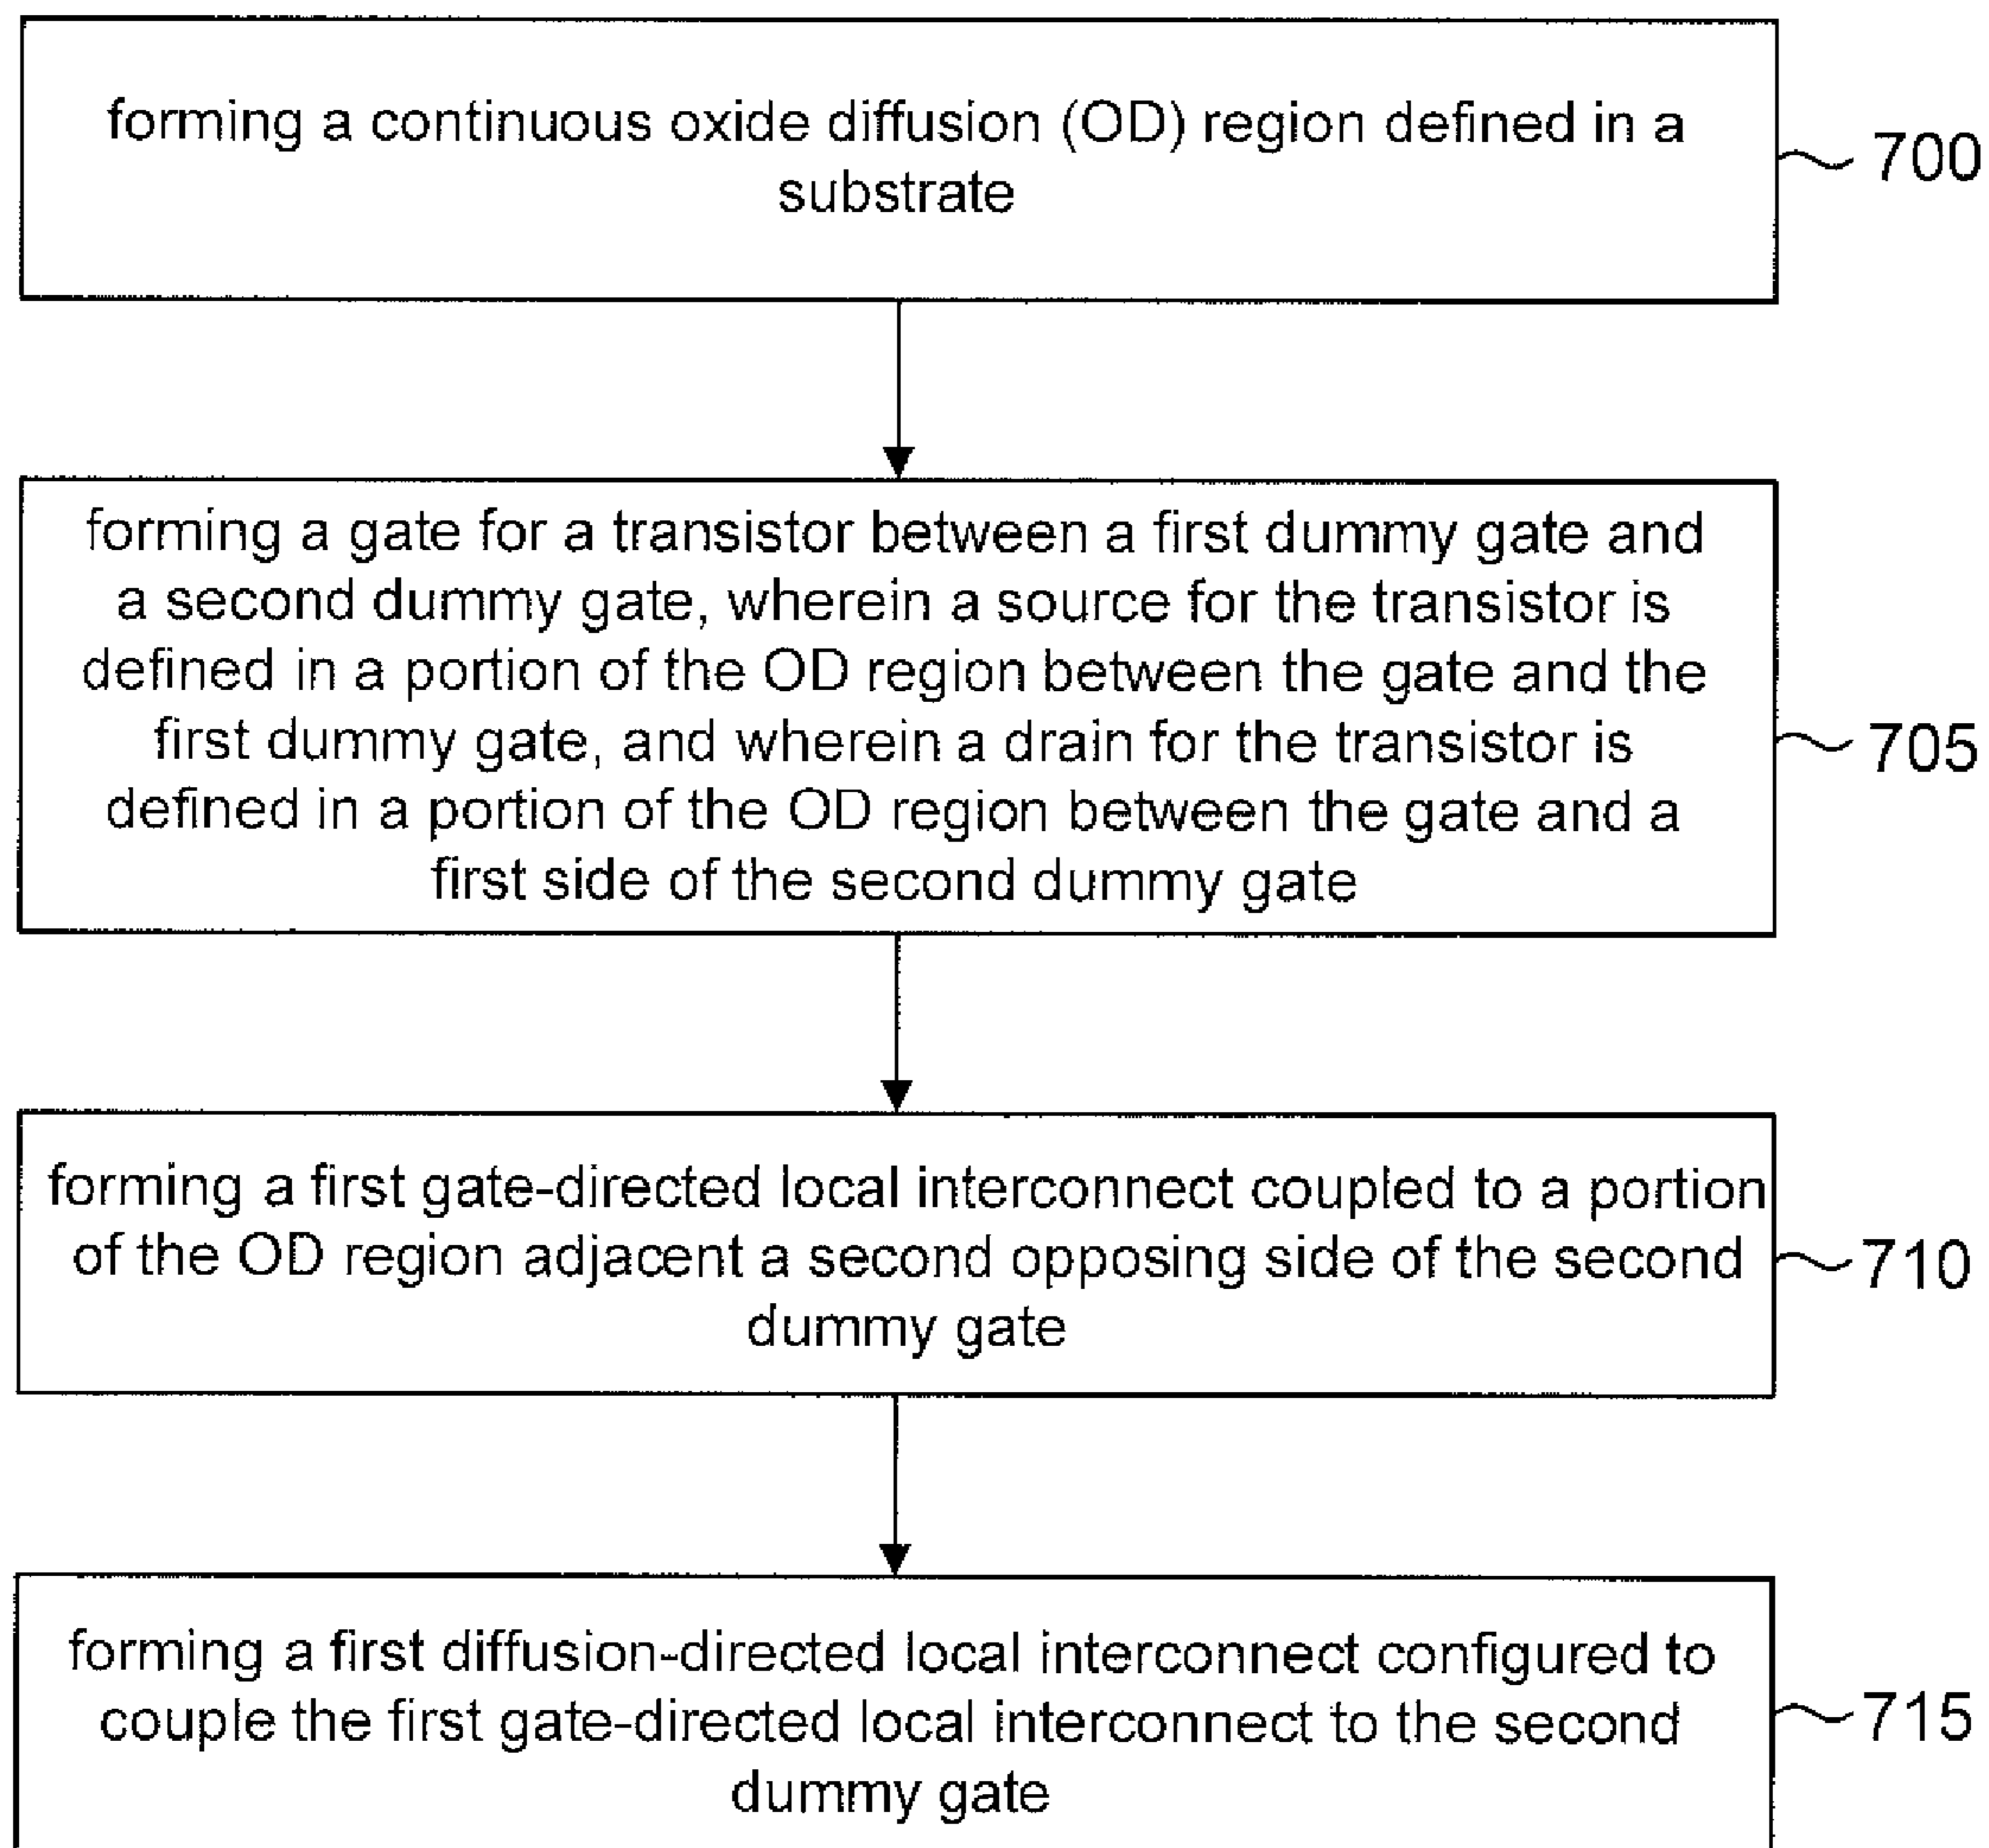 forming a continuous oxide diffusion (OD) region defined in a
substrate
700
forming a gate for a transistor between a first dummy gate and
a second dummy gate, wherein a source for the transistor is
defined in a portion of the OD region between the gate and the
first dummy gate, and wherein a drain for the transistor is
defined in a portion of the OD region between the gate and a
first side of the second dummy gate
705
forming a first gate-directed local interconnect coupled to a portion
of the OD region adjacent a second opposing side of the second
dummy gate
710
forming a first diffusion-directed local interconnect configured to
couple the first gate-directed local interconnect to the second
dummy gate
715